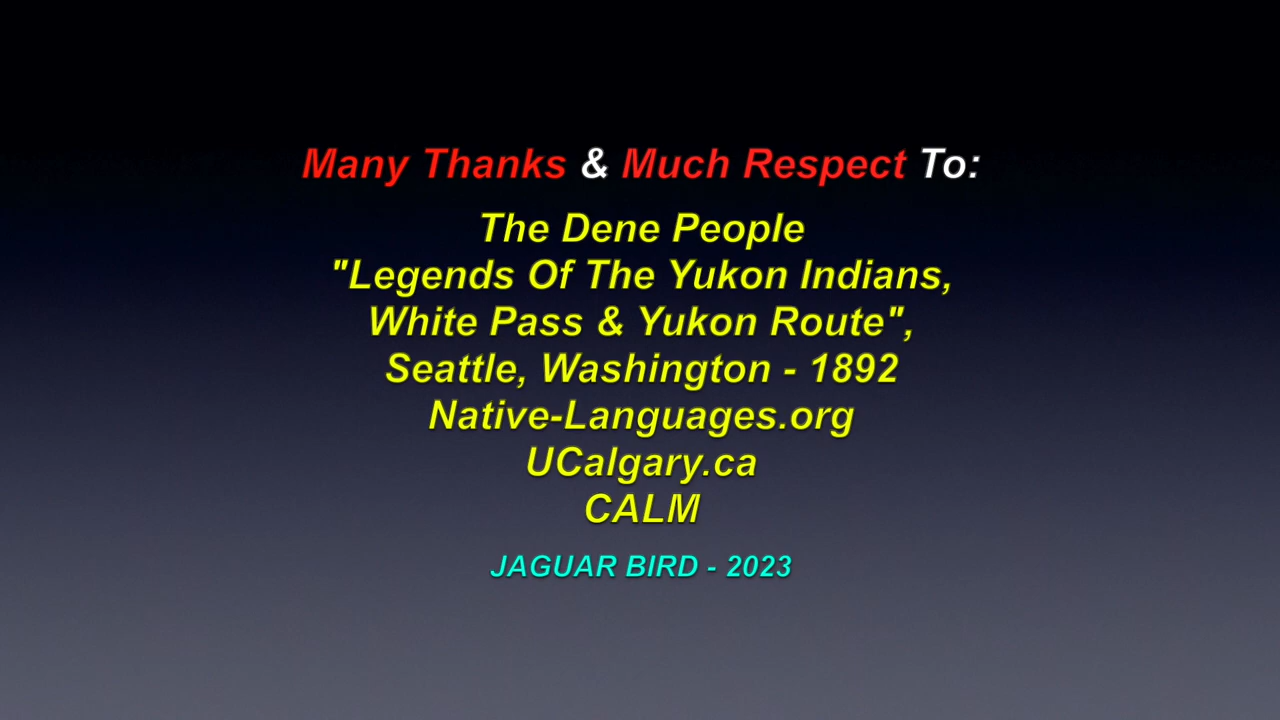 Many Thanks & Much Respect To:
The Dene People
"Legends Of The Yukon Indians,
White Pass & Yukon Route",
Seattle, Washington - 1892
Native-Languages.org
UCalgary.ca
CALM
JAGUAR BIRD - 2023